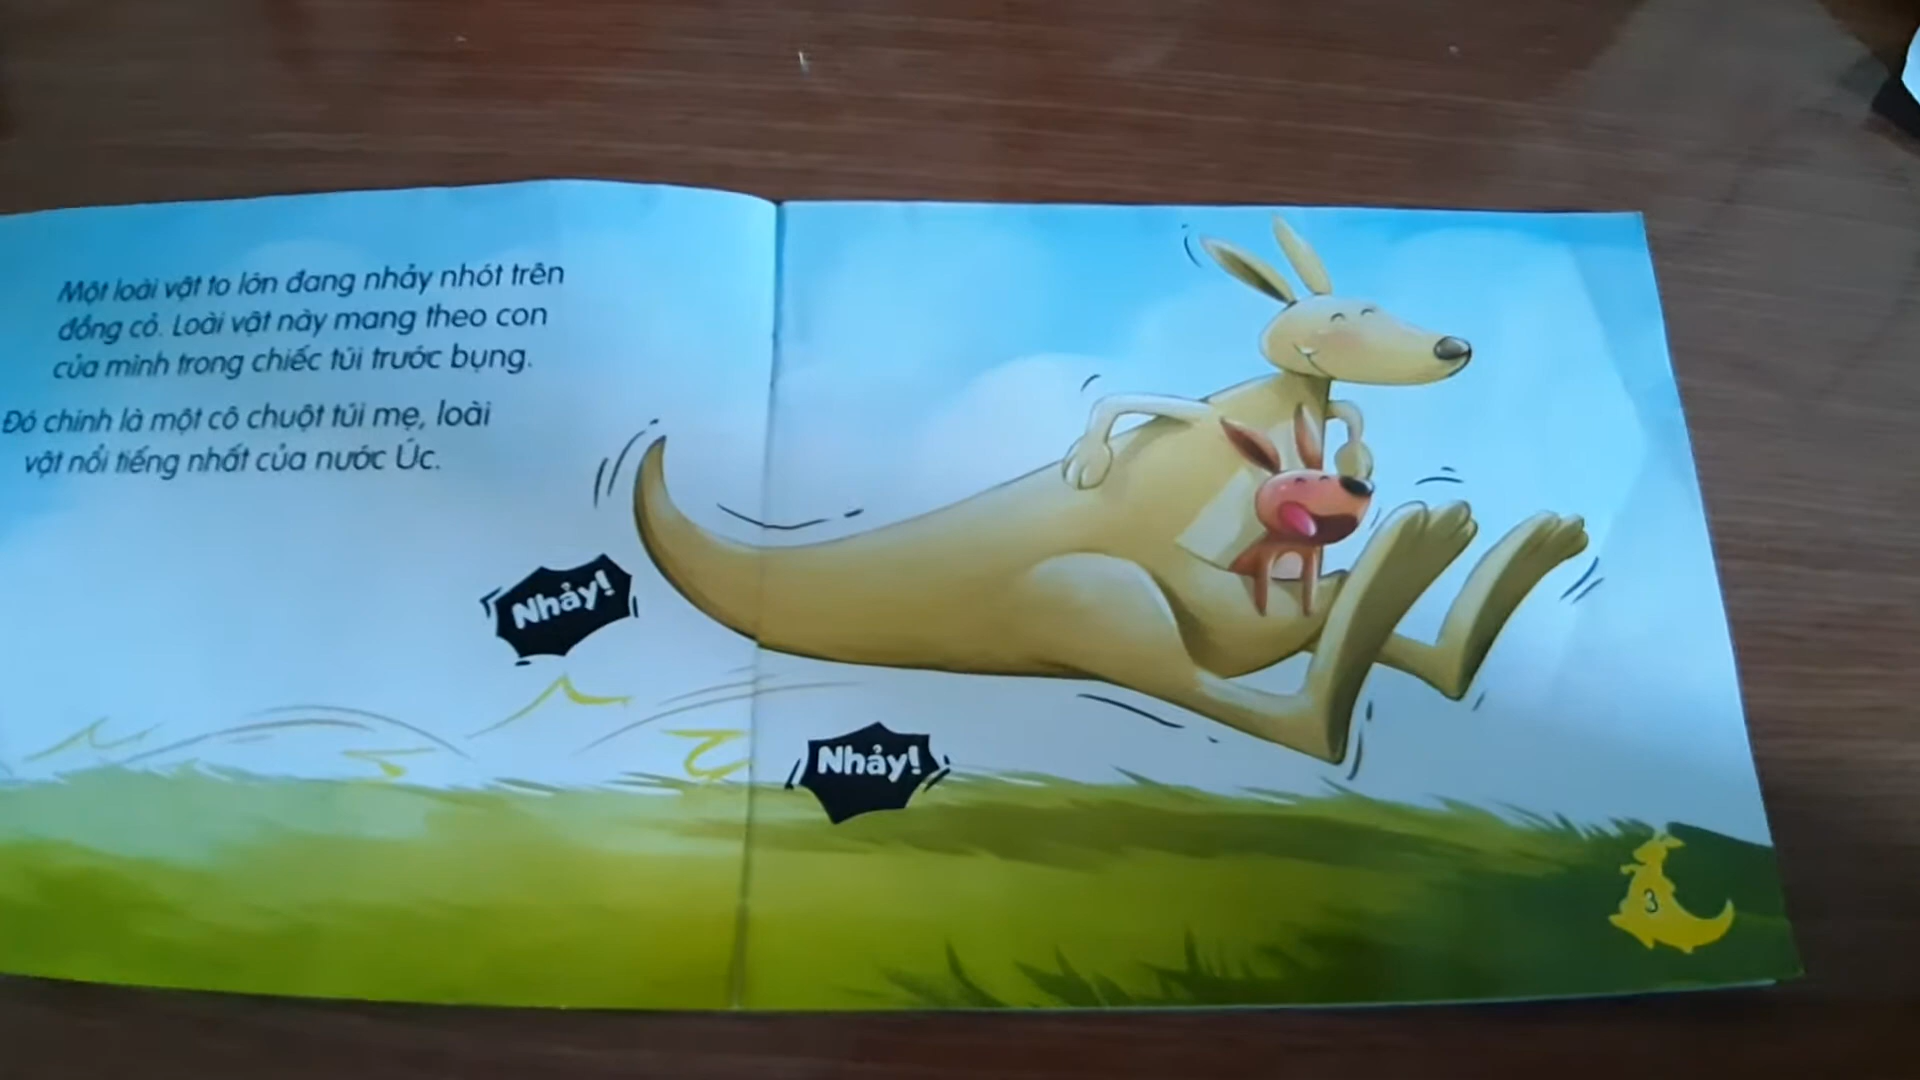 Một loài vật to lớn đang nhảy nhót trên
đồng cỏ. Loài vật này mang theo con
của mình trong chiếc túi trước bụng.
Đó chính là một cô chuột túi mẹ, loài
vật nổi tiếng nhất của nước Úc.
Nhảy!
Nhảy!
3